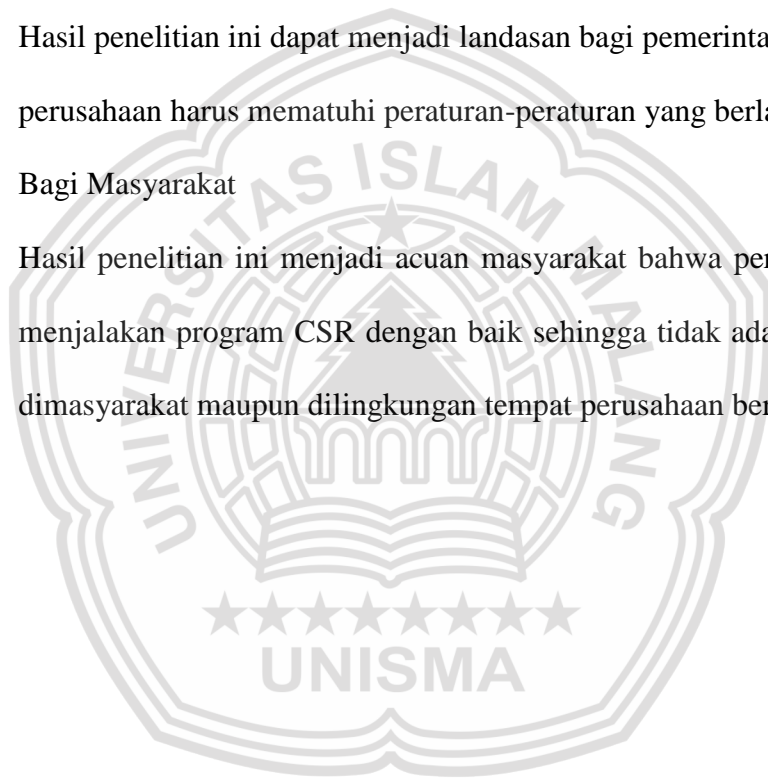 Hasil penelitian ini dapat menjadi landasan bagi pemerinta
perusahaan harus mematuhi peraturan-peraturan yang berla
Bagi Masyarakat
Hasil penelitian ini menjadi acuan masyarakat bahwa per
menjalakan program CSR dengan baik sehingga tidak ada
dimasyarakat maupun dilingkungan tempat perusahaan ber
UNIVERSITAS ISLAM MALANG
UNISMA